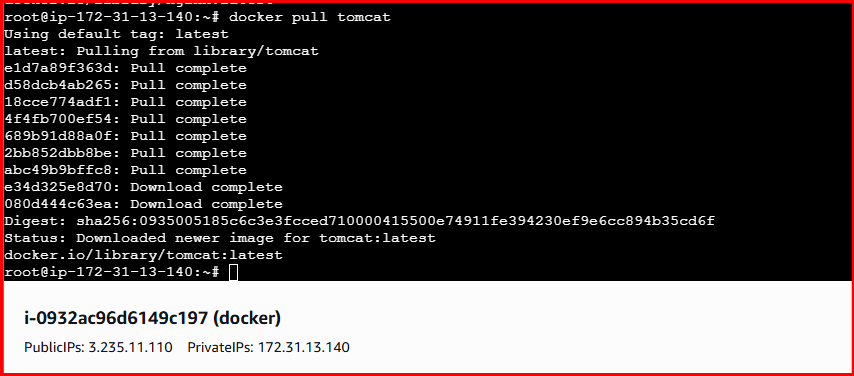 root@ip-172-31-13-140:~# docker pull tomcat
Using default tag: latest
latest: Pulling from library/tomcat
e1d7a89f363d: Pull complete
d58dcb4ab265: Pull complete
18cce774adf1: Pull complete
4f4fb700ef54: Pull complete
689b91d88a0f: Pull complete
2bb852dbb8be: Pull complete
abc49b9bffc8: Pull complete
e34d325e8d70: Download complete
080d444c63ea: Download complete
Digest: sha256:0935005185c6c3e3fcced710000415500e74911fe394230ef9e6cc894b35cd6f
Status: Downloaded newer image for tomcat:latest
docker.io/library/tomcat:latest
root@ip-172-31-13-140:~#
i-0932ac96d6149c197 (docker)
PublicIPs: 3.235.11.110 PrivateIPs: 172.31.13.140